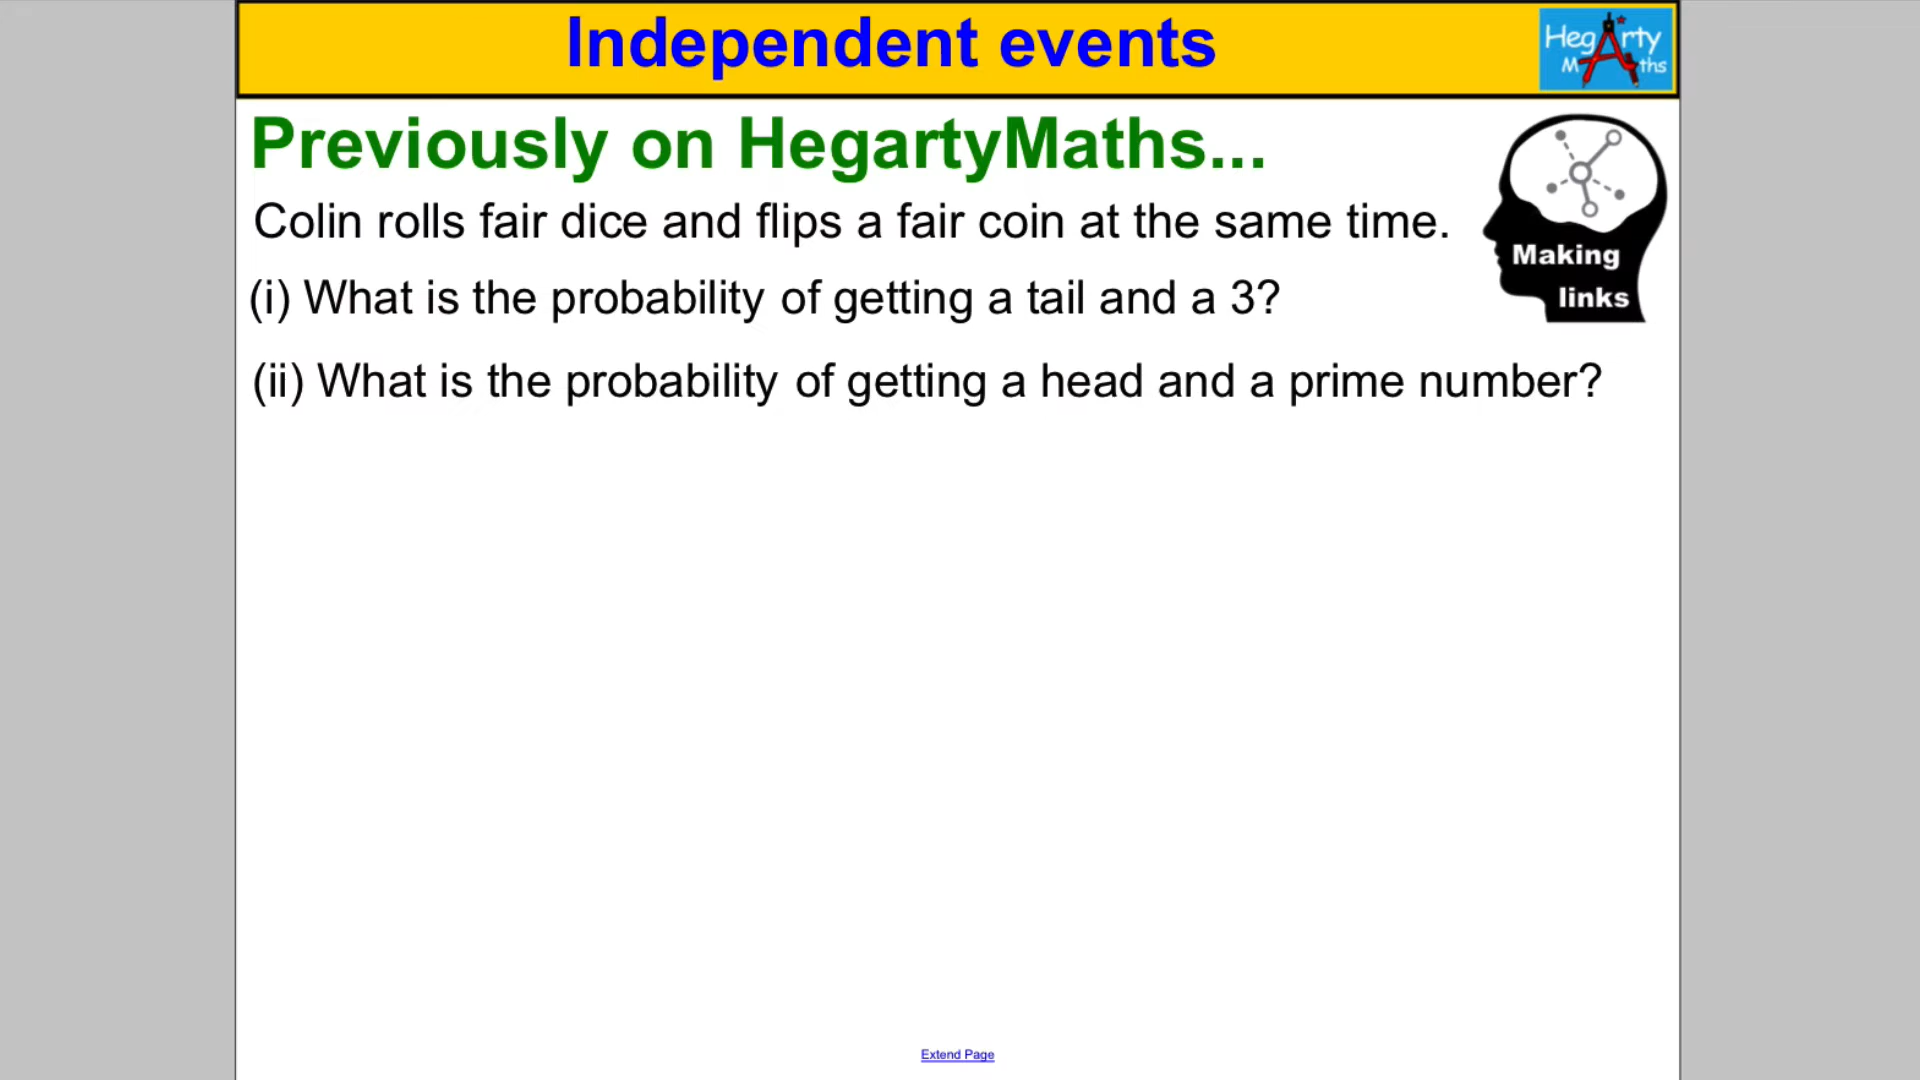 Independent events
Hegarty
Maths
Previously on HegartyMaths...
Colin rolls fair dice and flips a fair coin at the same time.
(i) What is the probability of getting a tail and a 3?
Making
links
(ii) What is the probability of getting a head and a prime number?
Extend Page